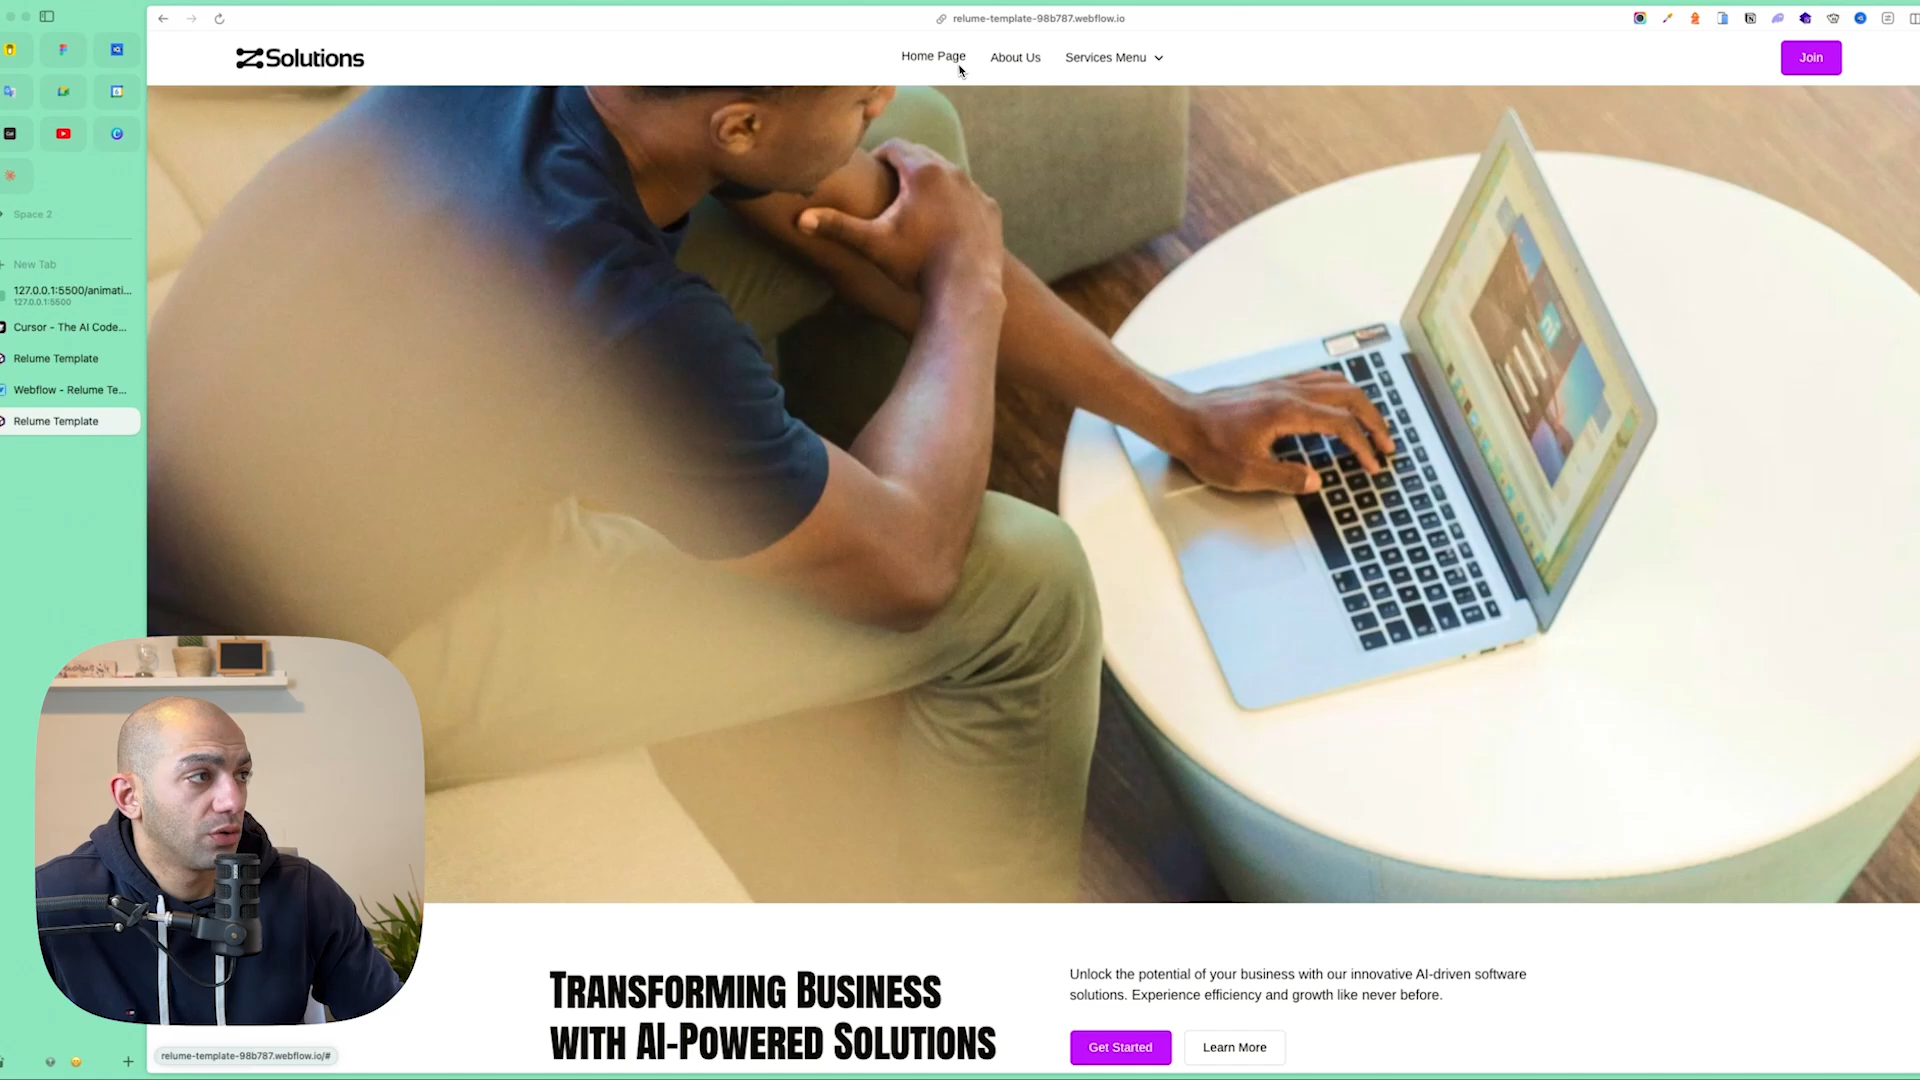 relume-template-98b787.webflow.io
Solutions
Home Page
About Us
Services Menu
Join
Space 2
New Tab
127.0.0.1:5500/animati...
127.0.0.1:5500
Cursor - The AI Code...
Relume Template
Webflow - Relume Te...
Relume Template
Transforming Business
with AI-Powered Solutions
Unlock the potential of your business with our innovative AI-driven software
solutions. Experience efficiency and growth like never before.
Get Started
Learn More
relume-template-98b787.webflow.io/#